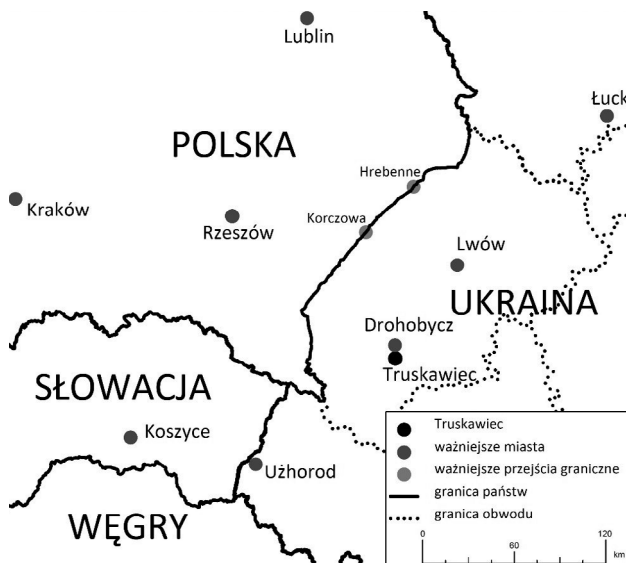 Lublin
Łuck
POLSKA
Hrebenne
Kraków
Rzeszów
Korczowa
Lwów
UKRAINA
Drohobycz
Truskawiec
SŁOWACJA
Koszyce
Użhorod
WĘGRY
Truskawiec
ważniejsze miasta
ważniejsze przejścia graniczne
granica państw
granica obwodu
0 60 120
km